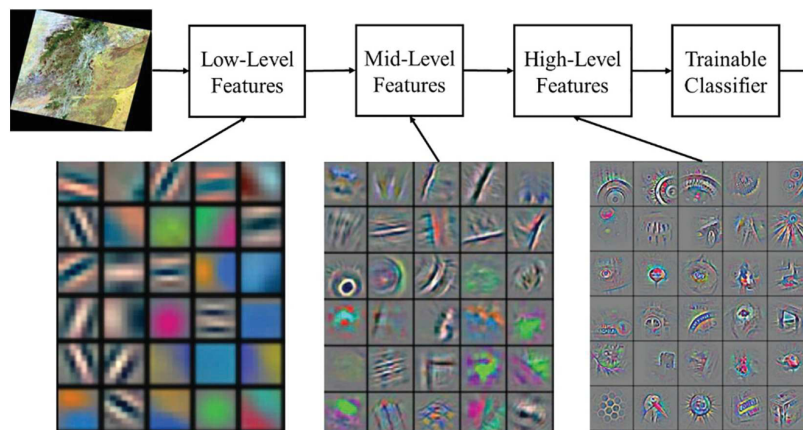 Low-Level
Features
Mid-Level
Features
High-Level
Features
Trainable
Classifier